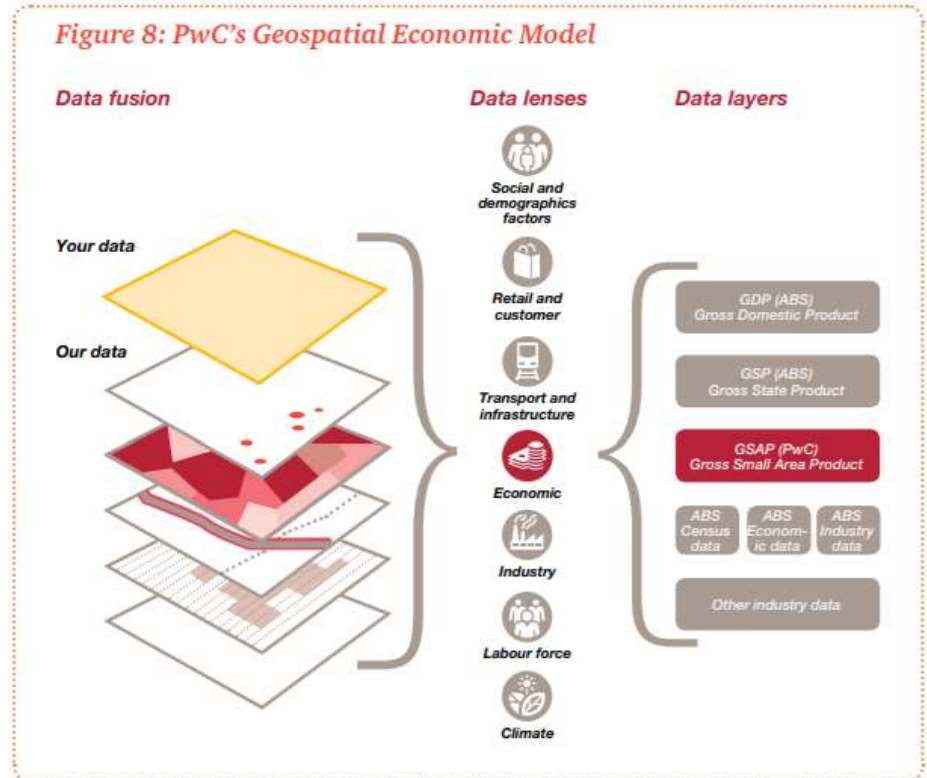 Figure 8: PwC's Geospatial Economic Model
Data fusion
Data lenses
Data layers
Your data
Our data
Social and
demographics
factors
Retail and
customer
Transport and
infrastructure
Economic
Industry
Labour force
Climate
GDP (ABS)
Gross Domestic Product
GSP (ABS)
Gross State Product
GSAP (PwC)
Gross Small Area Product
ABS
Census
data
ABS
Econom-
ic data
ABS
Industry
data
Other industry data